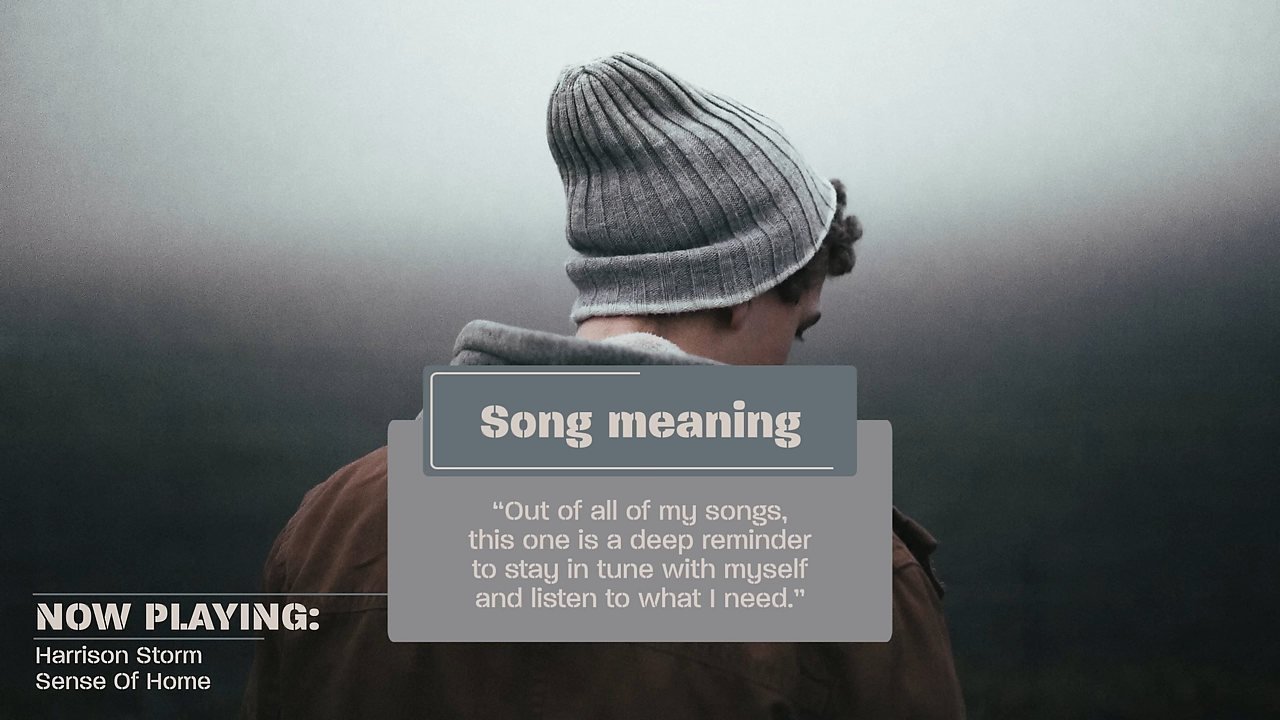 Song meaning
“Out of all of my songs,
this one is a deep reminder
to stay in tune with myself
and listen to what I need.”
NOW PLAYING:
Harrison Storm
Sense Of Home